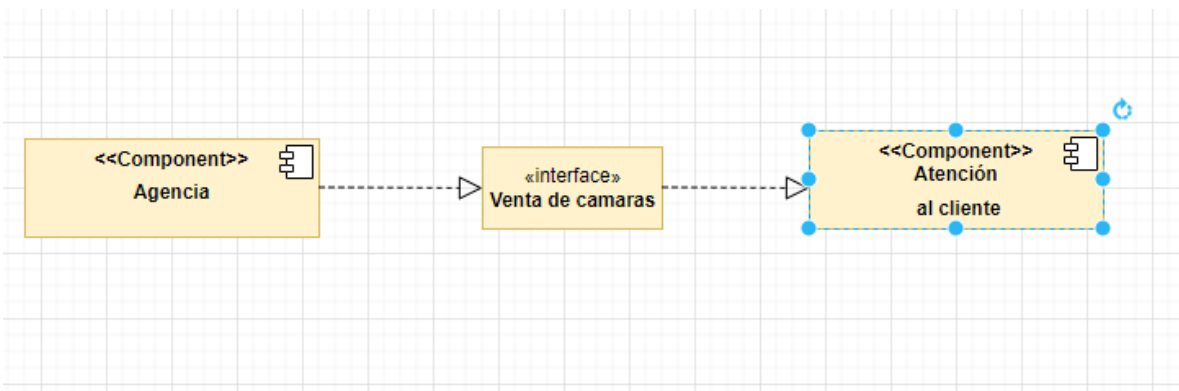 <<Component>>
Agencia
«interface»
Venta de camaras
<<Component>>
Atención
al cliente